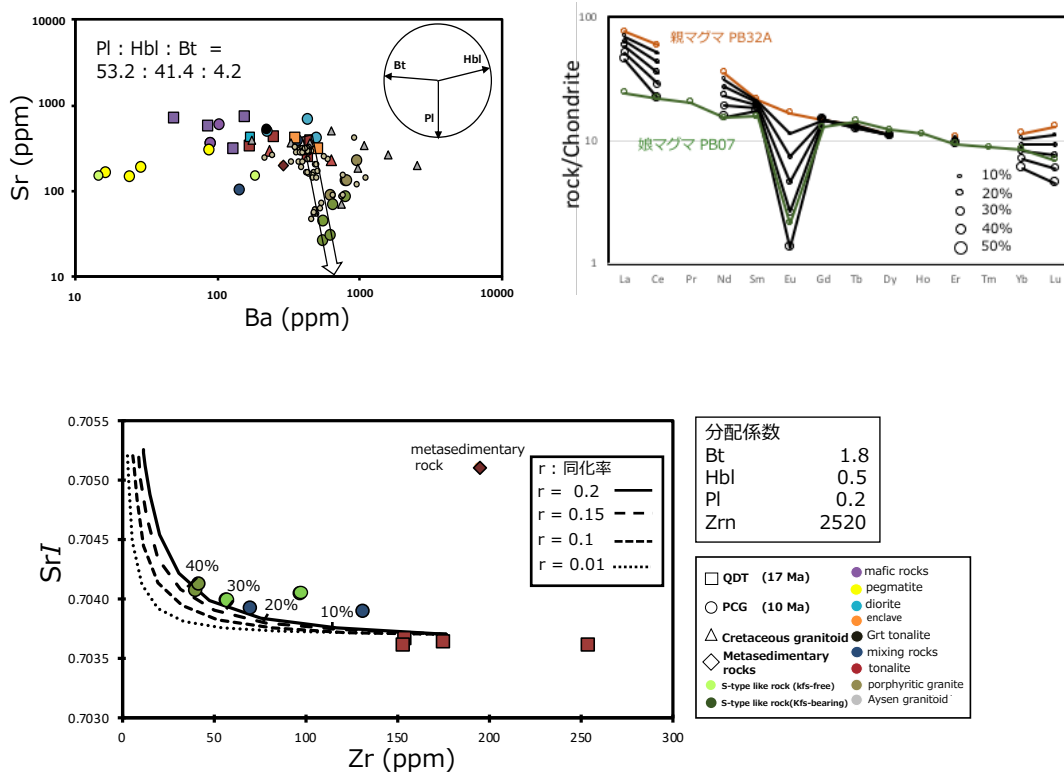 10000
Pl : Hbl : Bt =
53.2 : 41.4 : 4.2
Bt
Hbl
Pl
1000
100
10
Sr (ppm)
10
100
1000
10000
Ba (ppm)
100
親マグマ PB32A
娘マグマ PB07
10
1
rock/Chondrite
10%
20%
30%
40%
50%
La Ce Pr Nd Sm Eu Gd Tb Dy Ho Er Tm Yb Lu
0.7055
0.7050
0.7045
0.7040
0.7035
0.7030
SrI
metasedimentary
rock
r : 同化率
r = 0.2
r = 0.15
r = 0.1
r = 0.01
40%
30%
20%
10%
0 50 100 150 200 250 300
Zr (ppm)
分配係数
Bt 1.8
Hbl 0.5
Pl 0.2
Zrn 2520
QDT (17 Ma)
PCG (10 Ma)
Cretaceous granitoid
Metasedimentary
rocks
S-type like rock (kfs-free)
S-type like rock(Kfs-bearing)
mafic rocks
pegmatite
diorite
enclave
Grt tonalite
mixing rocks
tonalite
porphyritic granite
Aysen granitoid